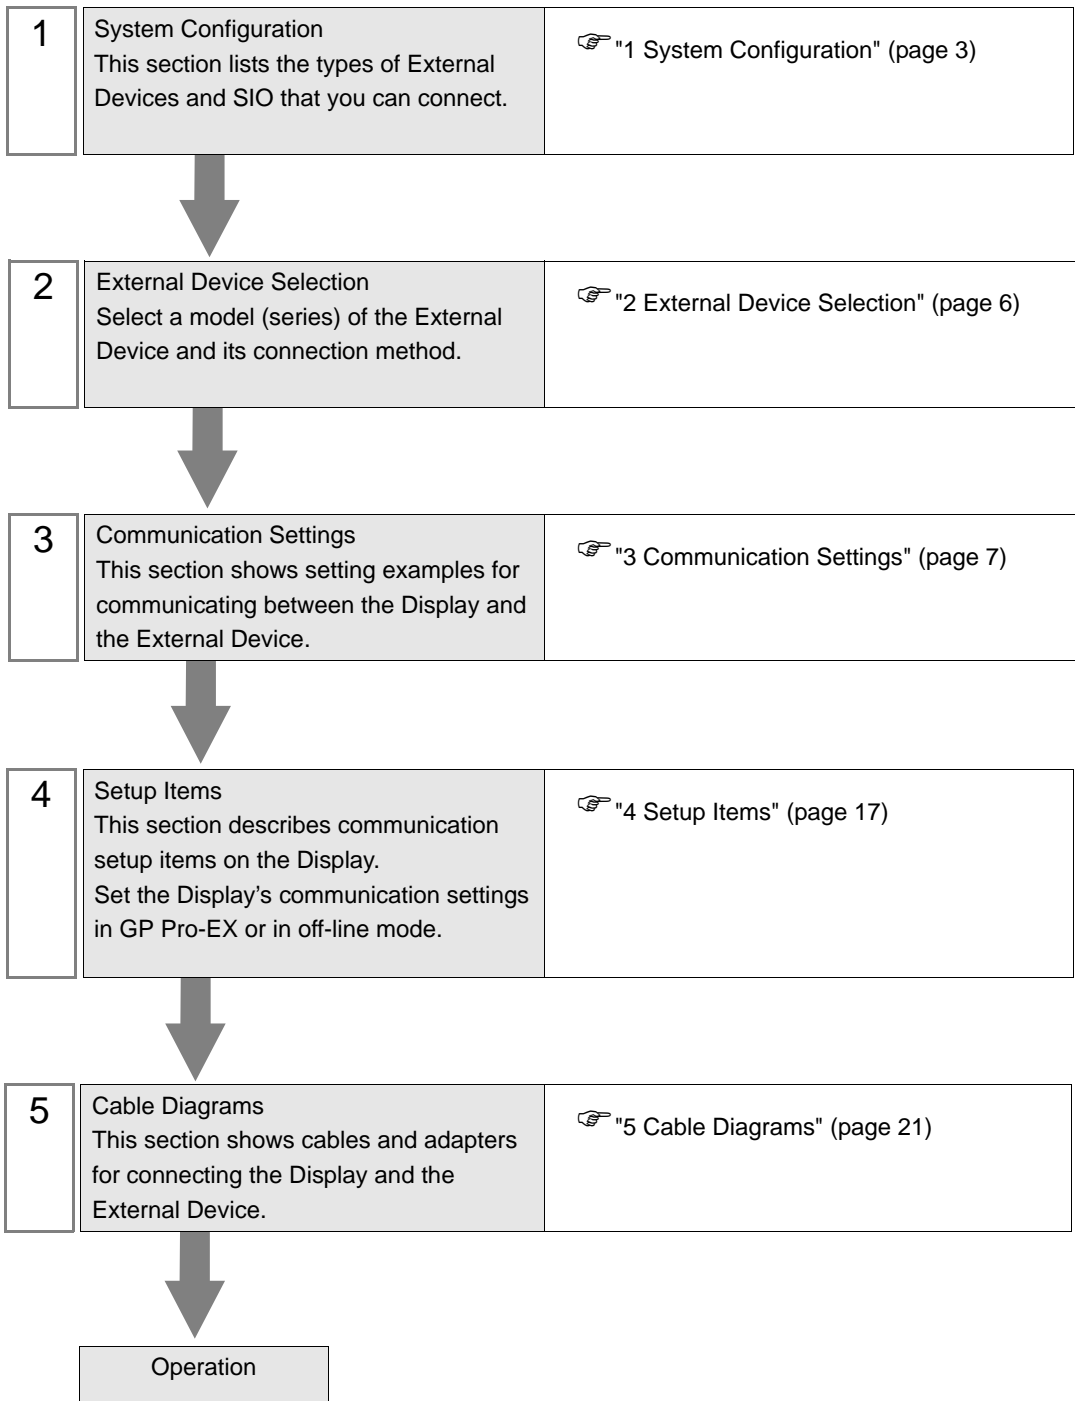 1
System Configuration
This section lists the types of External
Devices and SIO that you can connect.
"1 System Configuration" (page 3)
2
External Device Selection
Select a model (series) of the External
Device and its connection method.
"2 External Device Selection" (page 6)
3
Communication Settings
This section shows setting examples for
communicating between the Display and
the External Device.
"3 Communication Settings" (page 7)
4
Setup Items
This section describes communication
setup items on the Display.
Set the Display’s communication settings
in GP Pro-EX or in off-line mode.
"4 Setup Items" (page 17)
5
Cable Diagrams
This section shows cables and adapters
for connecting the Display and the
External Device.
"5 Cable Diagrams" (page 21)
Operation